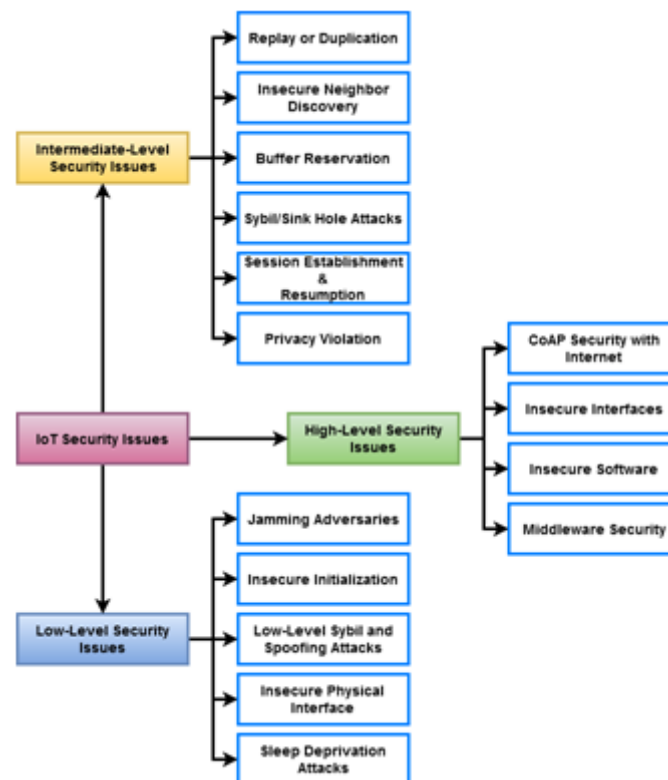 Replay or Duplication
Insecure Neighbor
Discovery
Intermediate-Level
Security Issues
Buffer Reservation
Sybil/Sink Hole Attacks
Session Establishment
&
Resumption
Privacy Violation
CoAP Security with
Internet
Insecure Interfaces
IoT Security Issues
High-Level Security
Issues
Insecure Software
Middleware Security
Jamming Adversaries
Insecure Initialization
Low-Level Security
Issues
Low-Level Sybil and
Spoofing Attacks
Insecure Physical
Interface
Sleep Deprivation
Attacks